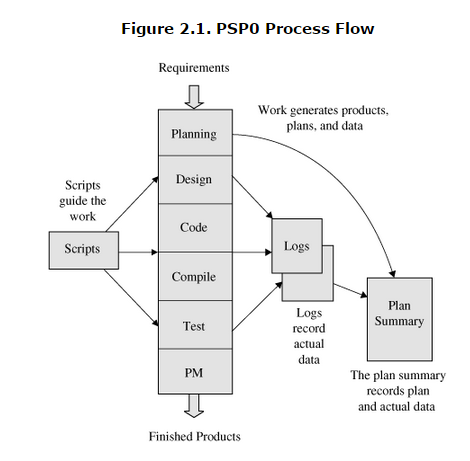 Figure 2.1. PSP0 Process Flow
Requirements
Work generates products,
plans, and data
Planning
Scripts
guide the
work
Design
Code
Scripts
Logs
Compile
Logs
record
actual
data
Plan
Summary
Test
PM
The plan summary
records plan
and actual data
Finished Products